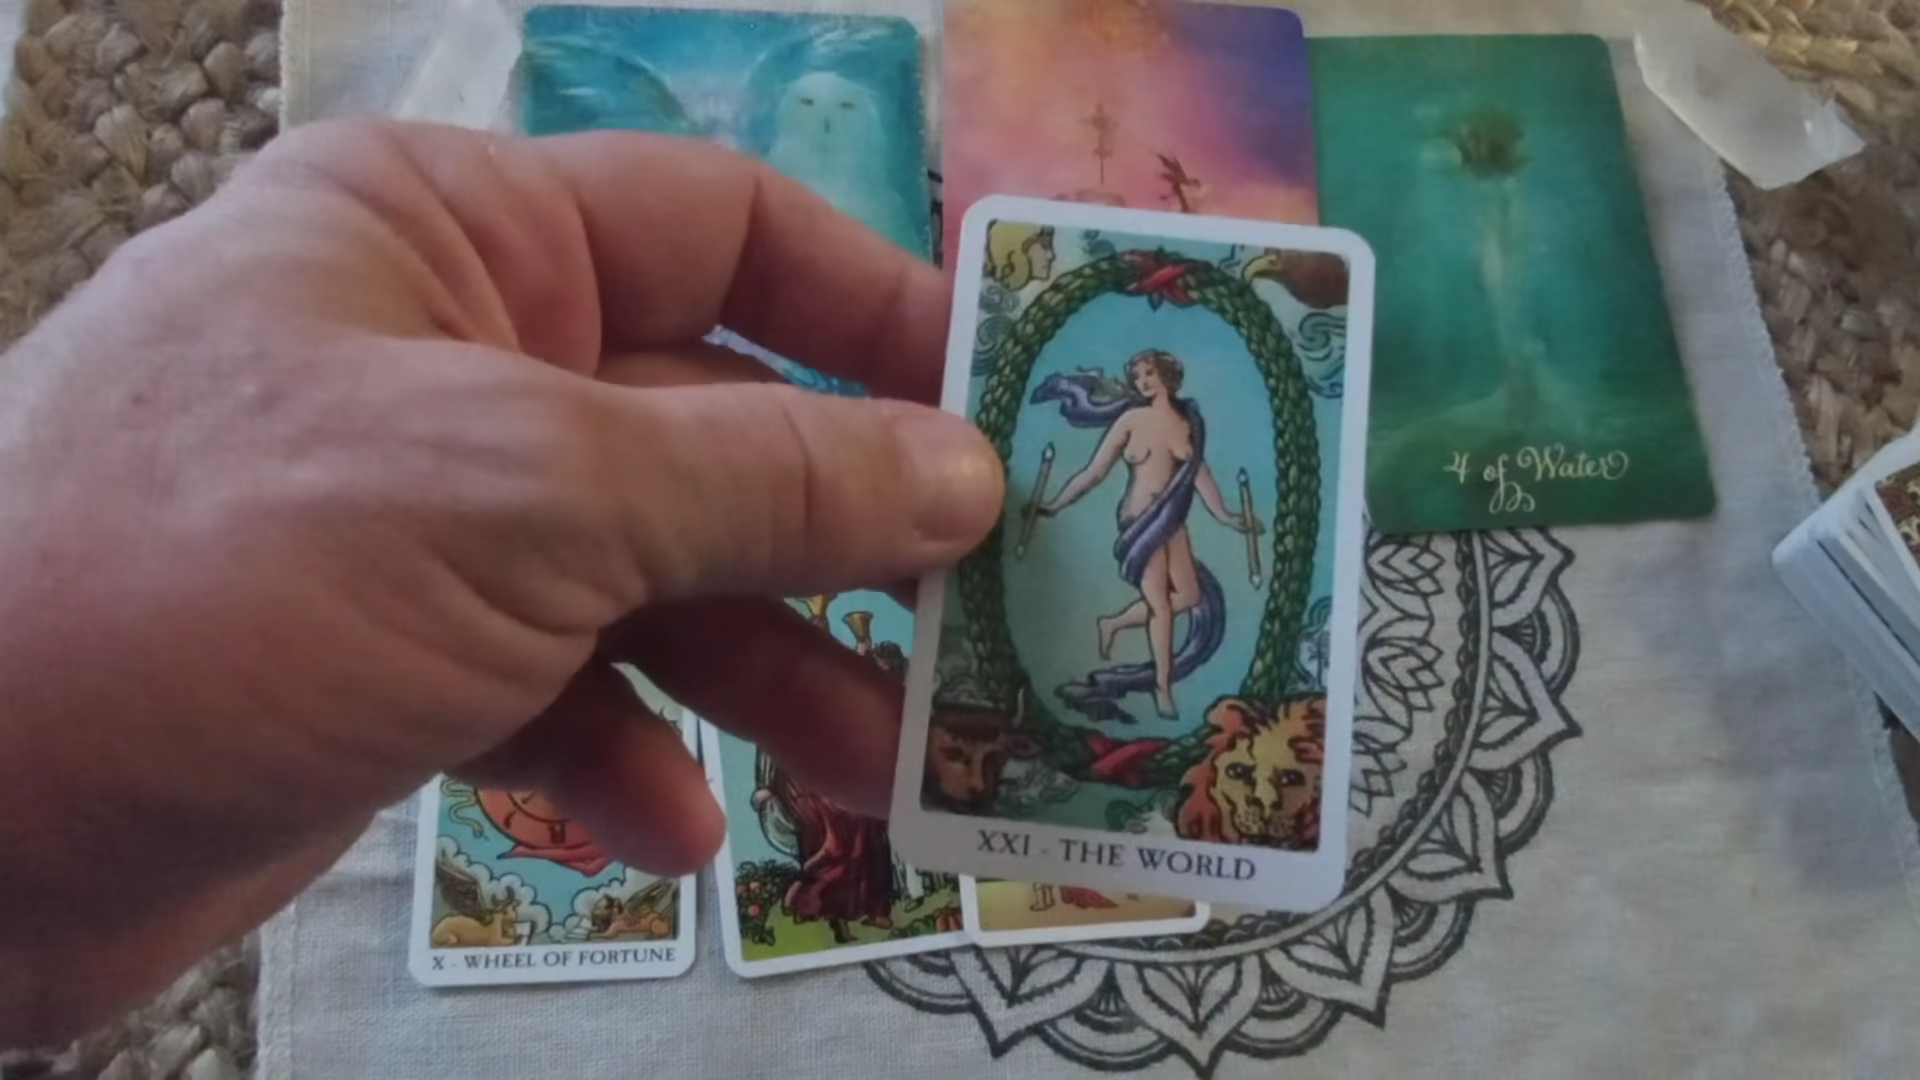 4 of Water
XXI - THE WORLD
X - WHEEL OF FORTUNE